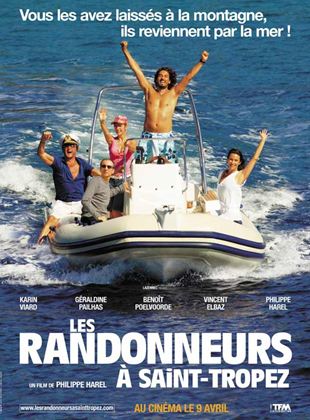 Vous les avez laissés à la montagne,
ils reviennent par la mer !
LAZENNEC
KARIN VIARD
GÉRALDINE PAILHAS
BENOÎT POELVOORDE
VINCENT ELBAZ
PHILIPPE HAREL
LES
RANDONNEURS
À SAINT-TROPEZ
UN FILM DE PHILIPPE HAREL
www.lesrandonneursasainttropez.com
AU CINÉMA LE 9 AVRIL
TFM